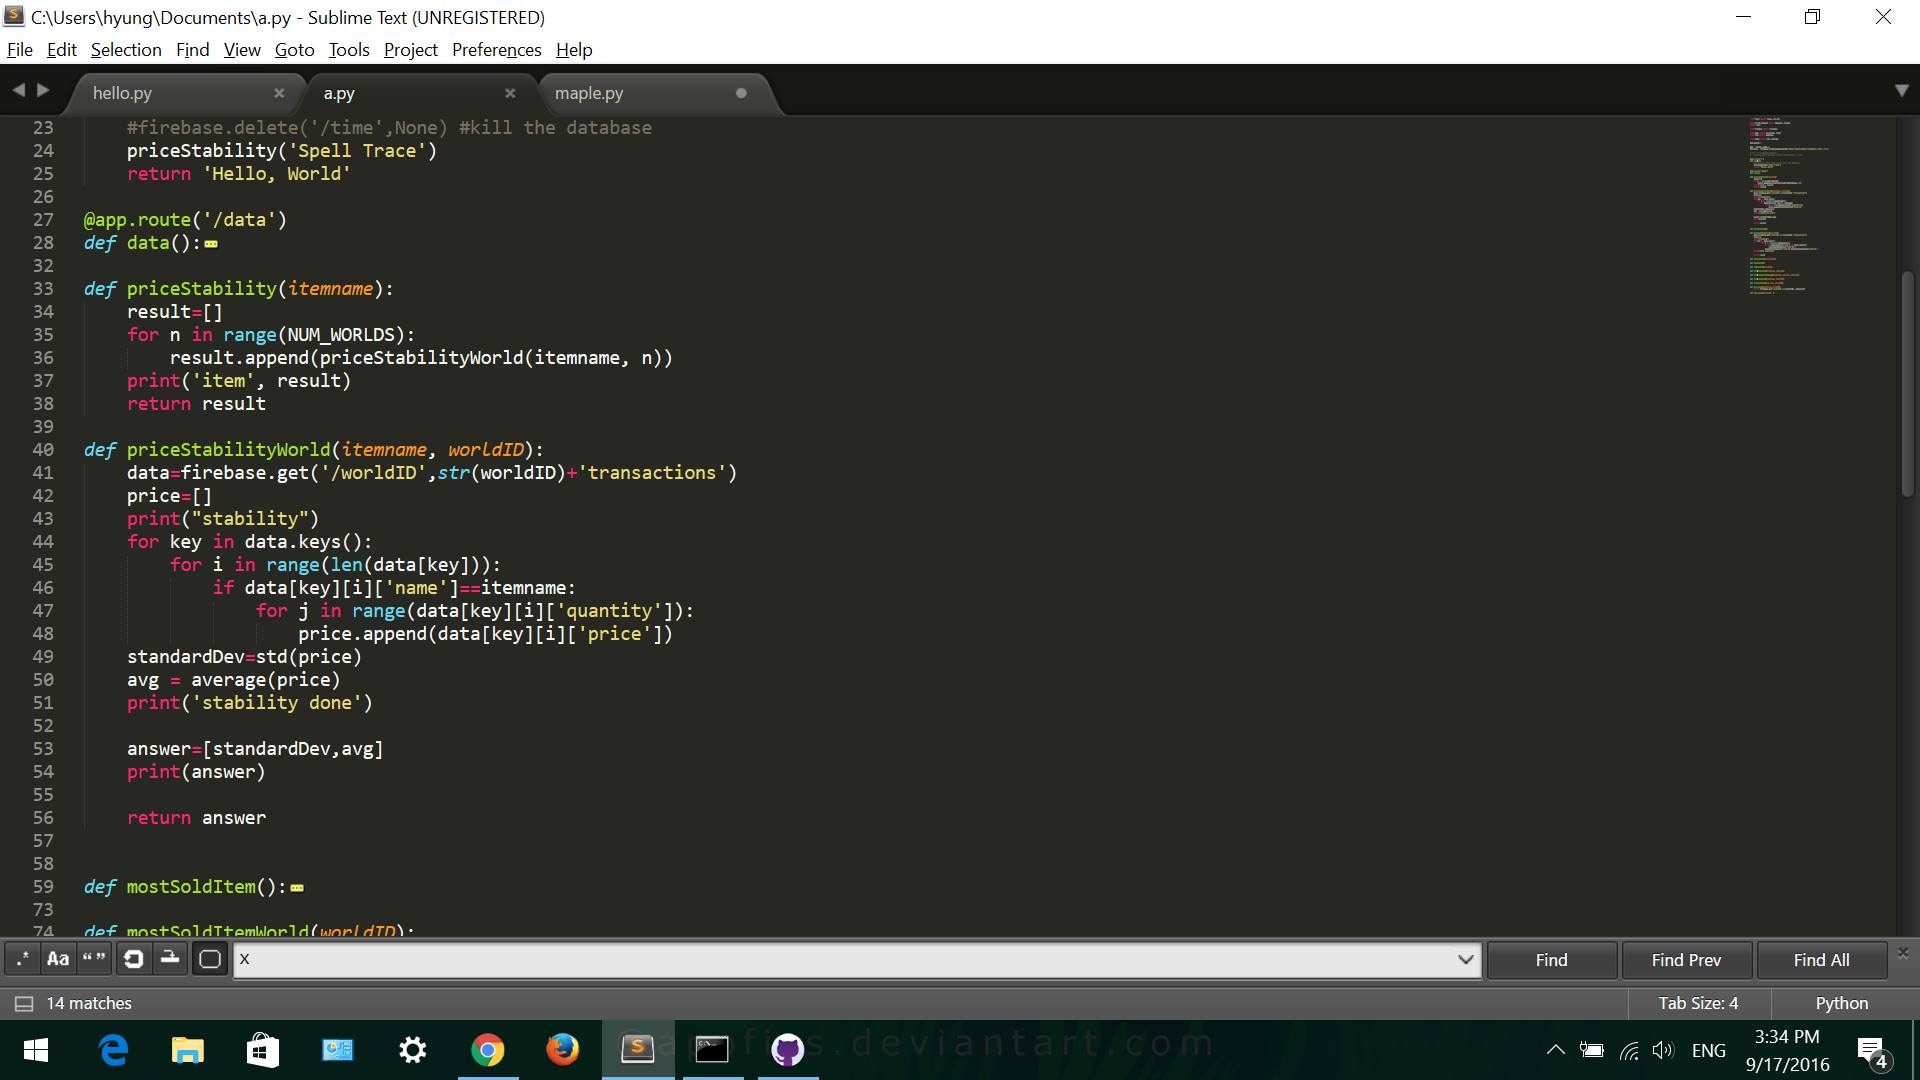 C:\Users\hyung\Documents\a.py - Sublime Text (UNREGISTERED)
File Edit Selection Find View Goto Tools Project Preferences Help
hello.py a.py maple.py
23 #firebase.delete('/time',None) #kill the database
24 priceStability('Spell Trace')
25 return 'Hello, World'
26
27 @app.route('/data')
28 def data():
32
33 def priceStability(itemname):
34 result=[]
35 for n in range(NUM_WORLDS):
36 result.append(priceStabilityWorld(itemname, n))
37 print('item', result)
38 return result
39
40 def priceStabilityWorld(itemname, worldID):
41 data=firebase.get('/worldID',str(worldID)+'transactions')
42 price=[]
43 print("stability")
44 for key in data.keys():
45 for i in range(len(data[key])):
46 if data[key][i]['name']==itemname:
47 for j in range(data[key][i]['quantity']):
48 price.append(data[key][i]['price'])
49 standardDev=std(price)
50 avg = average(price)
51 print('stability done')
52
53 answer=[standardDev,avg]
54 print(answer)
55
56 return answer
57
58
59 def mostSoldItem():
73
74 def mostSoldItemWorld(worldID):
.* Aa “ ” x Find Find Prev Find All
14 matches Tab Size: 4 Python
.deviantart.com
ENG 3:34 PM
9/17/2016 4